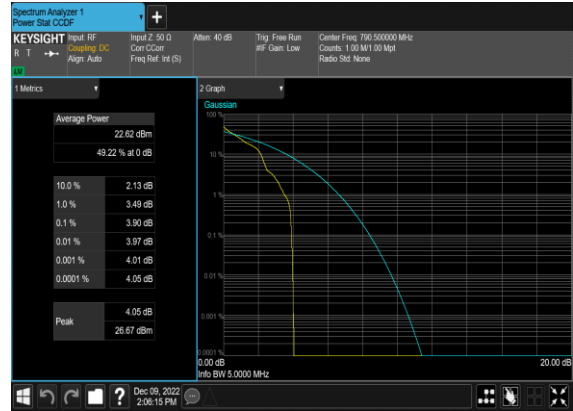 Spectrum Analyzer 1
Power Stat CCDF
KEYSIGHT
R T
LXI
Input: RF
Coupling: DC
Align: Auto
Input Z: 50 Ω
Corr CCorr
Freq Ref: Int (S)
Atten: 40 dB
Trig: Free Run
#IF Gain: Low
Center Freq: 790.500000 MHz
Counts: 1.00 M/1.00 Mpt
Radio Std: None
1 Metrics
Average Power
22.62 dBm
49.22 % at 0 dB
10.0 % 2.13 dB
1.0 % 3.49 dB
0.1 % 3.90 dB
0.01 % 3.97 dB
0.001 % 4.01 dB
0.0001 % 4.05 dB
Peak
4.05 dB
26.67 dBm
2 Graph
Gaussian
100 %
10 %
1 %
0.1 %
0.01 %
0.001 %
0.0001 %
0.00 dB
20.00 dB
Info BW 5.0000 MHz
?
Dec 09, 2022
2:06:15 PM